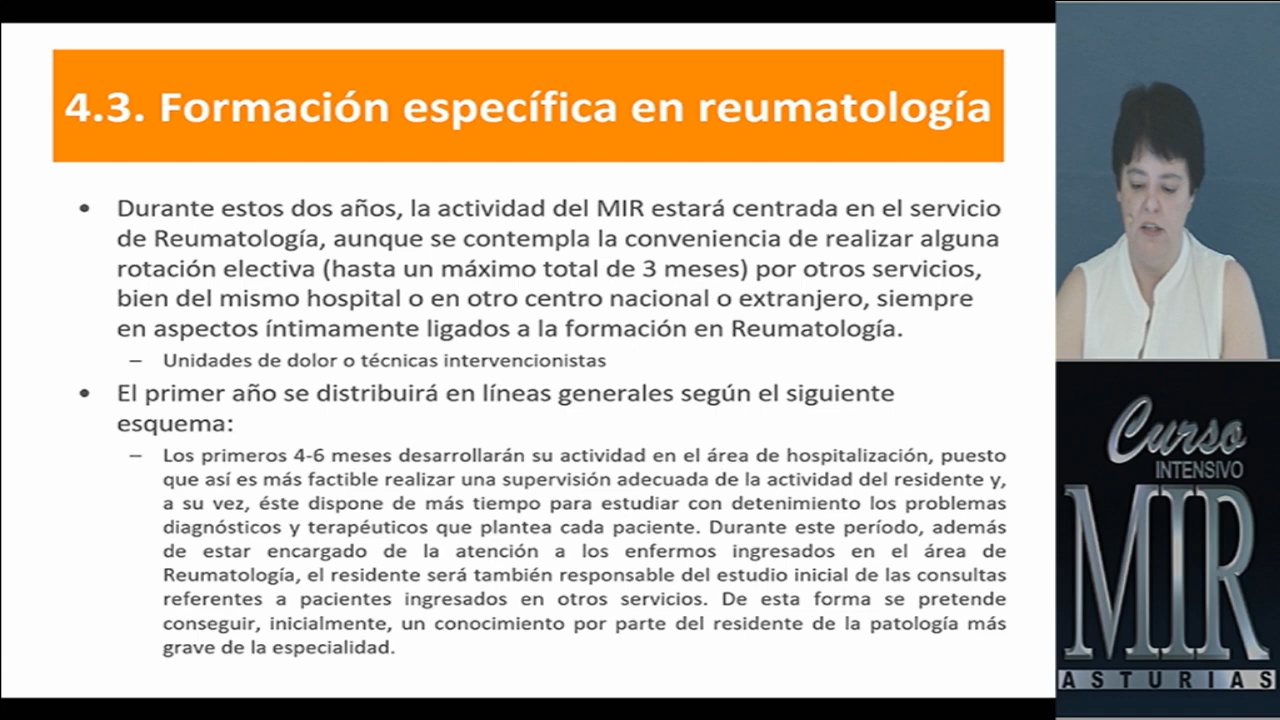 4.3. Formación específica en reumatología
• Durante estos dos años, la actividad del MIR estará centrada en el servicio
de Reumatología, aunque se contempla la conveniencia de realizar alguna
rotación electiva (hasta un máximo total de 3 meses) por otros servicios,
bien del mismo hospital o en otro centro nacional o extranjero, siempre
en aspectos íntimamente ligados a la formación en Reumatología.
– Unidades de dolor o técnicas intervencionistas
• El primer año se distribuirá en líneas generales según el siguiente
esquema:
– Los primeros 4-6 meses desarrollarán su actividad en el área de hospitalización, puesto
que así es más factible realizar una supervisión adecuada de la actividad del residente y,
a su vez, éste dispone de más tiempo para estudiar con detenimiento los problemas
diagnósticos y terapéuticos que plantea cada paciente. Durante este período, además
de estar encargado de la atención a los enfermos ingresados en el área de
Reumatología, el residente será también responsable del estudio inicial de las consultas
referentes a pacientes ingresados en otros servicios. De esta forma se pretende
conseguir, inicialmente, un conocimiento por parte del residente de la patología más
grave de la especialidad.
Curso
INTENSIVO
MIR
ASTURIAS